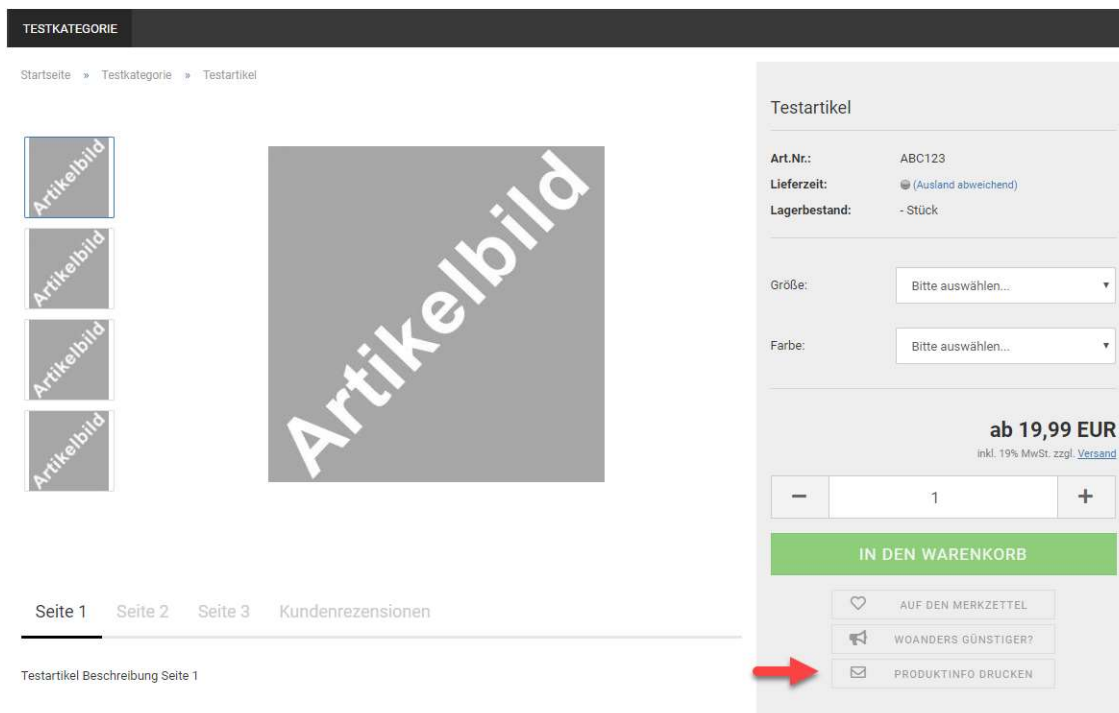 TESTKATEGORIE
Startseite » Testkategorie » Testartikel
Artikelbild
Artikelbild
Artikelbild
Artikelbild
Artikelbild
Seite 1 Seite 2 Seite 3 Kundenrezensionen
Testartikel Beschreibung Seite 1
Testartikel
Art.Nr.: ABC123
Lieferzeit: (Ausland abweichend)
Lagerbestand: - Stück
Größe: Bitte auswählen...
Farbe: Bitte auswählen...
ab 19,99 EUR
inkl. 19% MwSt. zzgl. Versand
− 1 +
IN DEN WARENKORB
AUF DEN MERKZETTEL
WOANDERS GÜNSTIGER?
PRODUKTINFO DRUCKEN